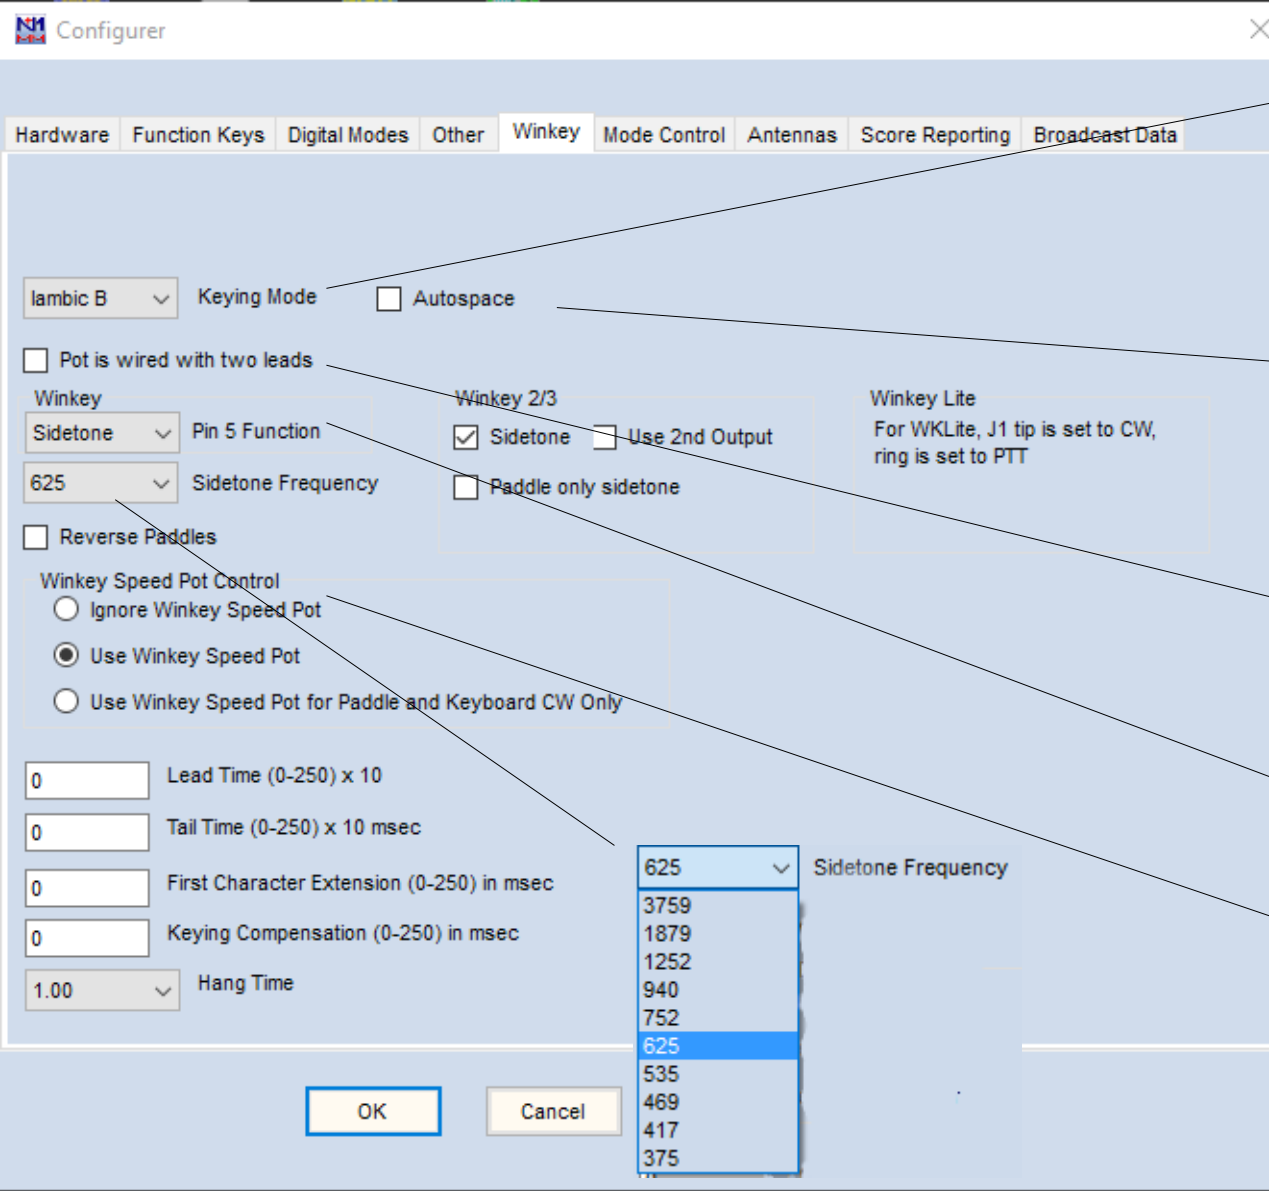 N1MM
Configurer
Hardware Function Keys Digital Modes Other Winkey Mode Control Antennas Score Reporting Broadcast Data
Iambic B Keying Mode Autospace
Pot is wired with two leads
Winkey Winkey 2/3 Winkey Lite
Sidetone Pin 5 Function Sidetone Use 2nd Output For WKLite, J1 tip is set to CW,
ring is set to PTT
625 Sidetone Frequency Paddle only sidetone
Reverse Paddles
Winkey Speed Pot Control
Ignore Winkey Speed Pot
Use Winkey Speed Pot
Use Winkey Speed Pot for Paddle and Keyboard CW Only
0 Lead Time (0-250) x 10
0 Tail Time (0-250) x 10 msec
0 First Character Extension (0-250) in msec
0 Keying Compensation (0-250) in msec
1.00 Hang Time
625 Sidetone Frequency
3759
1879
1252
940
752
625
535
469
417
375
OK Cancel